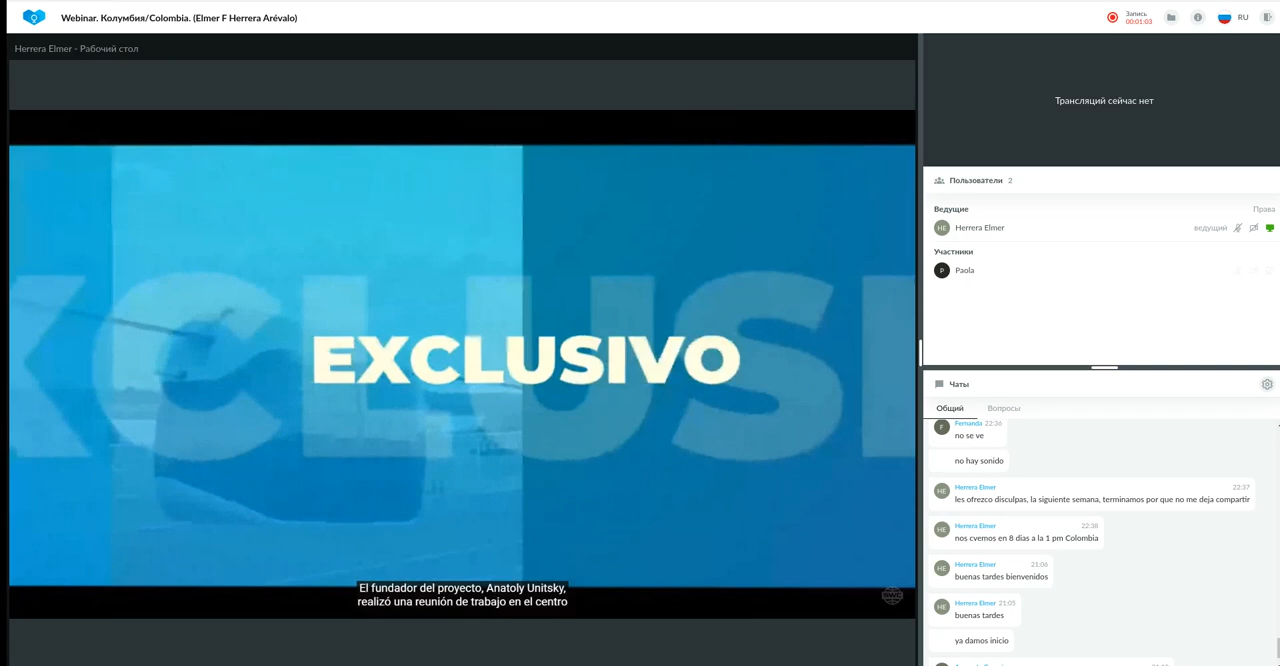 Webinar. Колумбия/Colombia. (Elmer F Herrera Arévalo)
Запись
00:01:03
RU
Herrera Elmer - Рабочий стол
Трансляций сейчас нет
EXCLUSIVO
El fundador del proyecto, Anatoly Unitsky,
realizó una reunión de trabajo en el centro
Пользователи 2
Ведущие Права
HE Herrera Elmer ведущий
Участники
P Paola
Чаты
Общий Вопросы
F Fernanda 22:36
no se ve
no hay sonido
HE Herrera Elmer 22:37
les ofrezco disculpas, la siguiente semana, terminamos por que no me deja compartir
HE Herrera Elmer 22:38
nos cvemos en 8 dias a la 1 pm Colombia
HE Herrera Elmer 21:06
buenas tardes bienvenidos
HE Herrera Elmer 21:05
buenas tardes
ya damos inicio